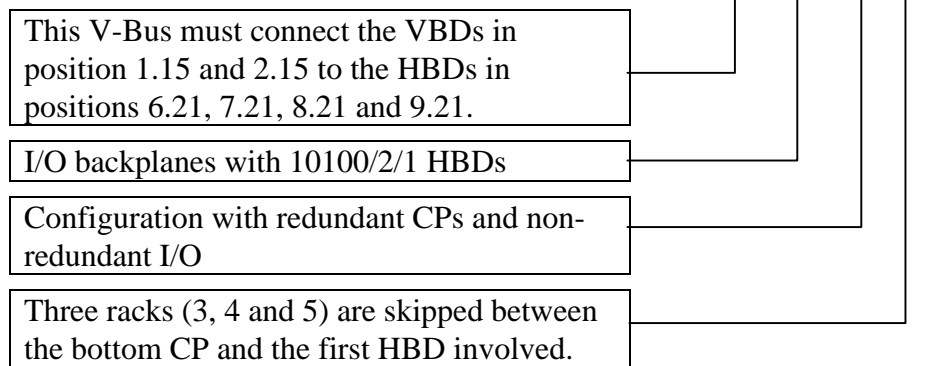 This V-Bus must connect the VBDs in
position 1.15 and 2.15 to the HBDs in
positions 6.21, 7.21, 8.21 and 9.21.
I/O backplanes with 10100/2/1 HBDs
Configuration with redundant CPs and non-
redundant I/O
Three racks (3, 4 and 5) are skipped between
the bottom CP and the first HBD involved.